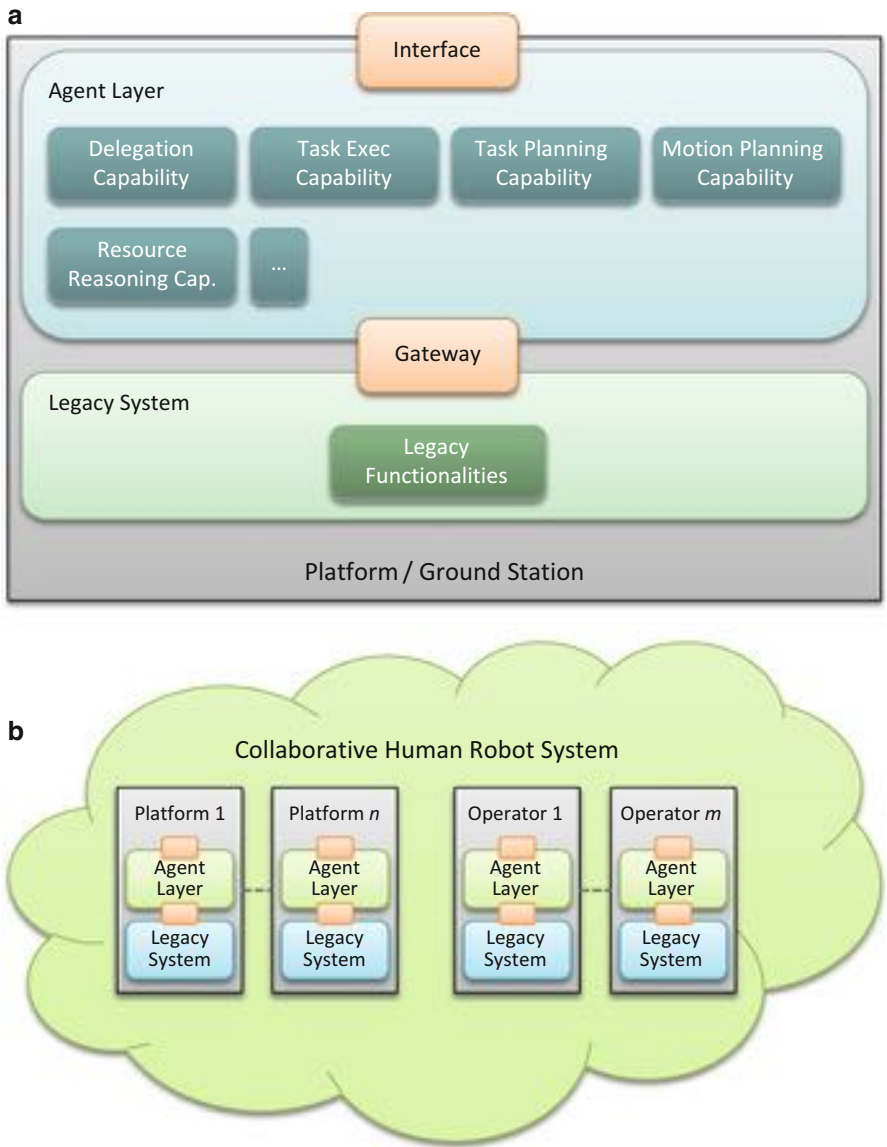 a
Interface
Agent Layer
Delegation
Capability
Task Exec
Capability
Task Planning
Capability
Motion Planning
Capability
Resource
Reasoning Cap.
...
Gateway
Legacy System
Legacy
Functionalities
Platform / Ground Station
b
Collaborative Human Robot System
Platform 1
Agent
Layer
Legacy
System
Platform n
Agent
Layer
Legacy
System
Operator 1
Agent
Layer
Legacy
System
Operator m
Agent
Layer
Legacy
System